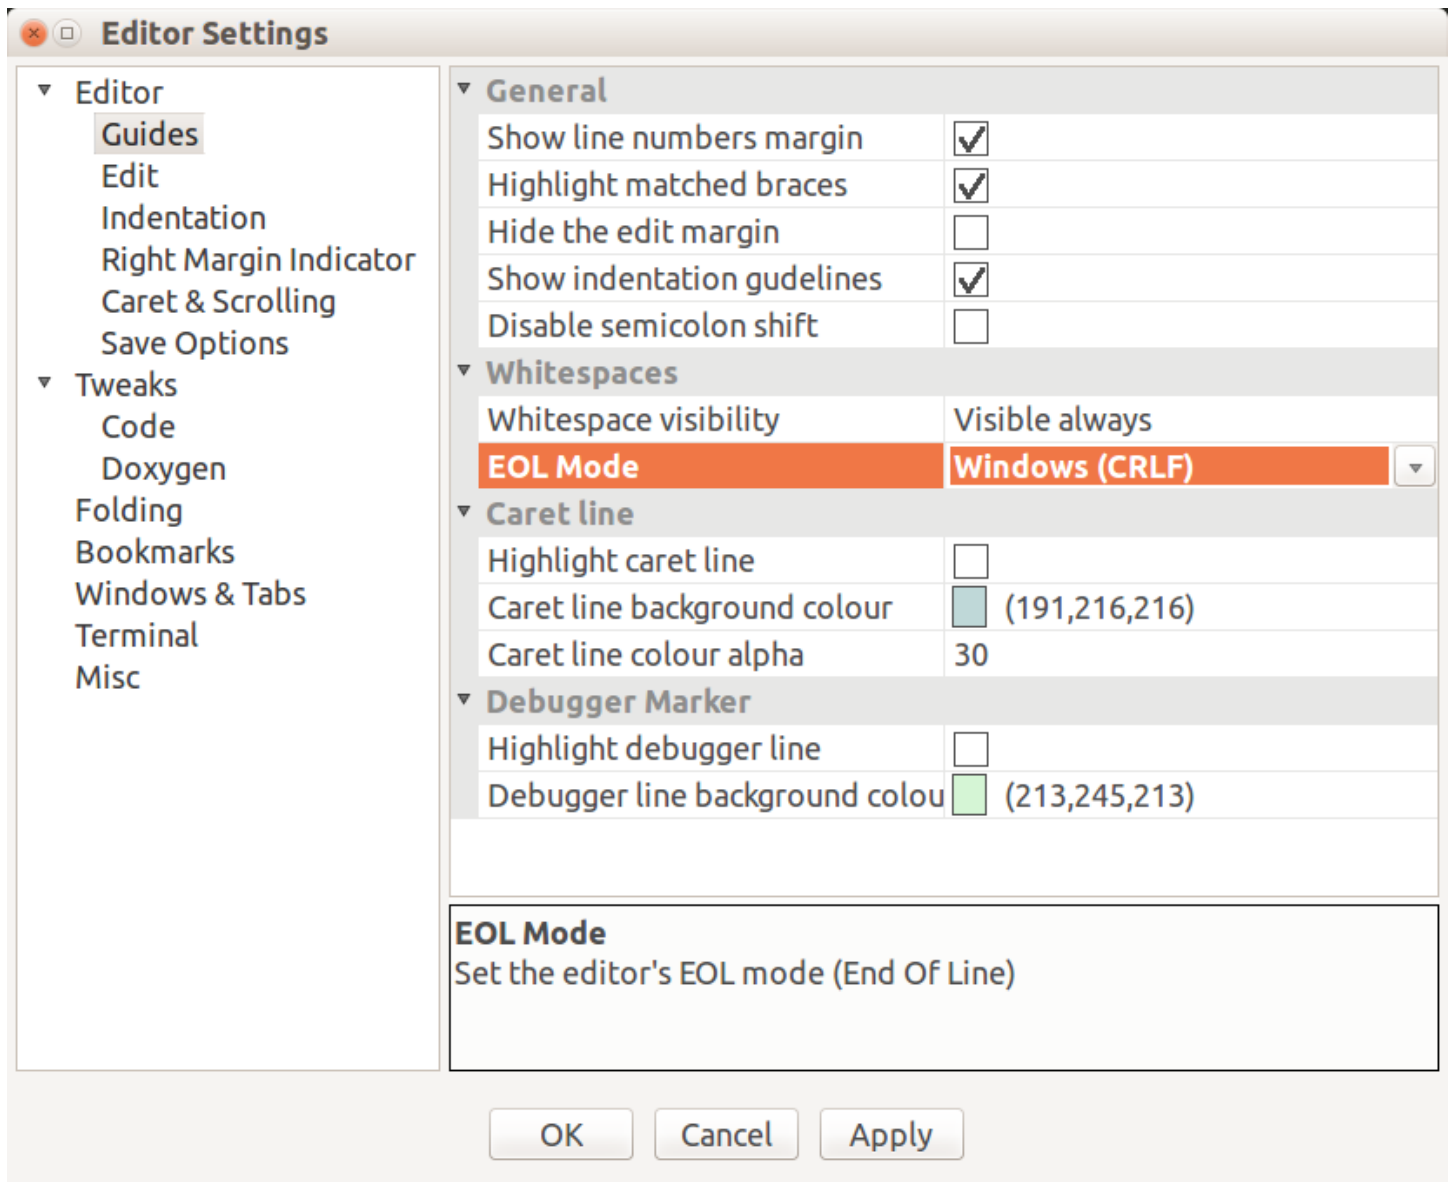 Editor Settings
Editor
Guides
Edit
Indentation
Right Margin Indicator
Caret & Scrolling
Save Options
Tweaks
Code
Doxygen
Folding
Bookmarks
Windows & Tabs
Terminal
Misc
General
Show line numbers margin
Highlight matched braces
Hide the edit margin
Show indentation gudelines
Disable semicolon shift
Whitespaces
Whitespace visibility Visible always
EOL Mode Windows (CRLF)
Caret line
Highlight caret line
Caret line background colour (191,216,216)
Caret line colour alpha 30
Debugger Marker
Highlight debugger line
Debugger line background colou (213,245,213)
EOL Mode
Set the editor's EOL mode (End Of Line)
OK Cancel Apply